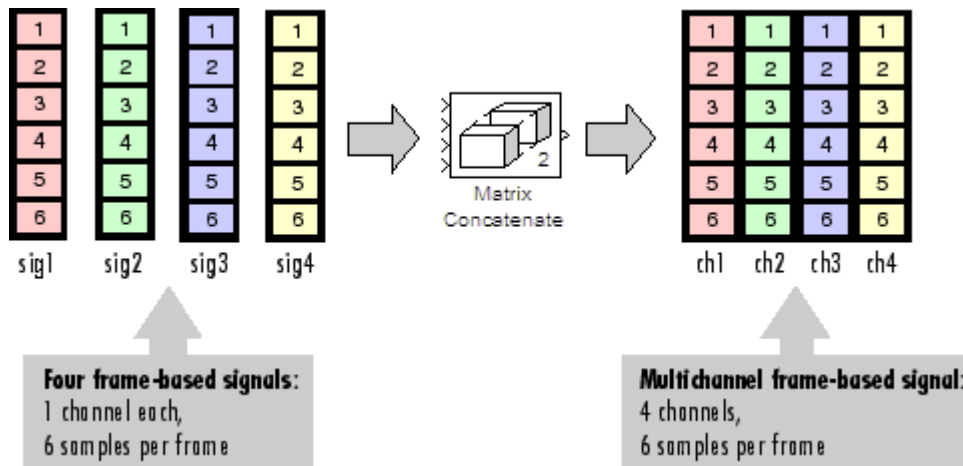 1 1 1 1 1 1 1 1
2 2 2 2 2 2 2 2
3 3 3 3 3 3 3 3
4 4 4 4 4 4 4 4
5 5 5 5 5 5 5 5
6 6 6 6 6 6 6 6
2
Matrix
Concatenate
sig1 sig2 sig3 sig4
ch1 ch2 ch3 ch4
Four frame-based signals:
1 channel each,
6 samples per frame
Multichannel frame-based signal:
4 channels,
6 samples per frame